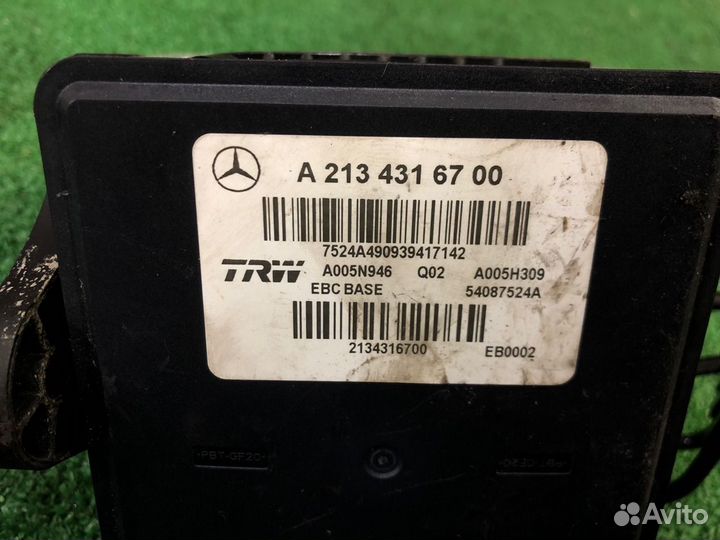 A 213 431 67 00
7524A490939417142
TRW A005N946 Q02 A005H309
EBC BASE 54087524A
2134316700 EB0002
-PBT-GF20-
Avito